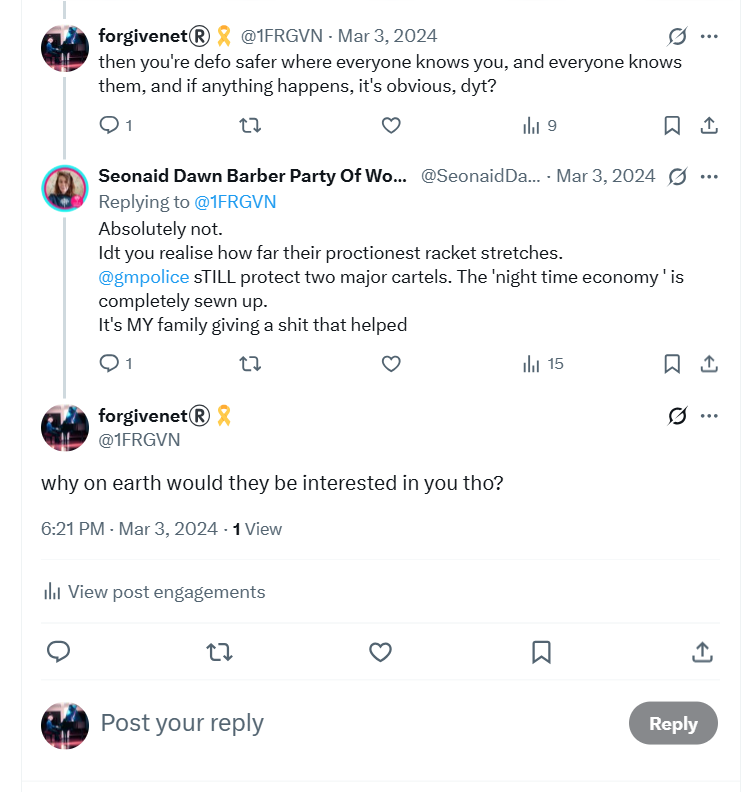 forgivenet® 🎗 @1FRGVN · Mar 3, 2024
then you're defo safer where everyone knows you, and everyone knows
them, and if anything happens, it's obvious, dyt?
1 9
Seonaid Dawn Barber Party Of Wo... @SeonaidDa... · Mar 3, 2024
Replying to @1FRGVN
Absolutely not.
Idt you realise how far their proctionest racket stretches.
@gmpolice sTILL protect two major cartels. The 'night time economy ' is
completely sewn up.
It's MY family giving a shit that helped
1 15
forgivenet® 🎗
@1FRGVN
why on earth would they be interested in you tho?
6:21 PM · Mar 3, 2024 · 1 View
View post engagements
Post your reply
Reply